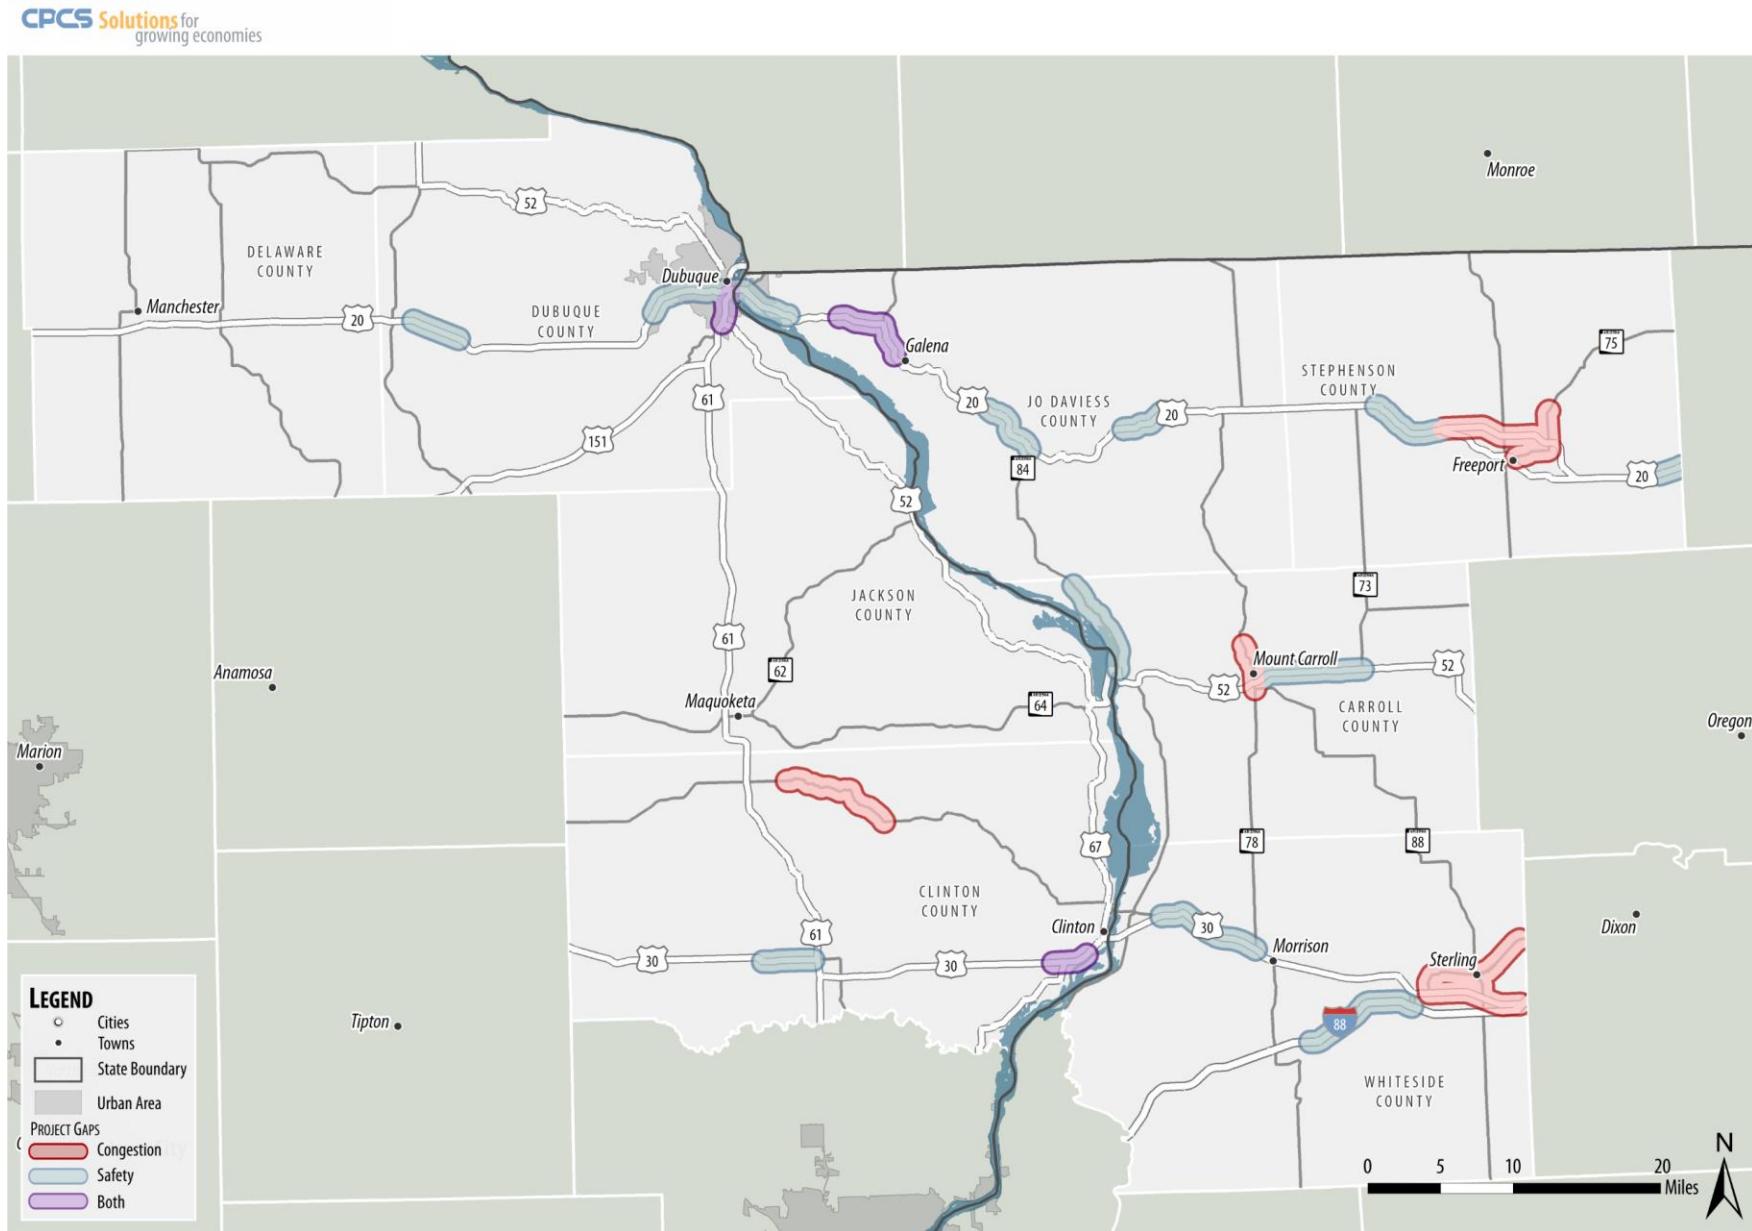 CPCS Solutions for
growing economies
Monroe
52
DELAWARE
COUNTY
Dubuque
Manchester
20
DUBUQUE
COUNTY
75
Galena
STEPHENSON
COUNTY
61
20
JO DAVIESS
COUNTY
20
151
84
Freeport
20
52
73
JACKSON
COUNTY
61
62
Anamosa
Mount Carroll
52
52
Maquoketa
64
CARROLL
COUNTY
Oregon
Marion
67
78
88
CLINTON
COUNTY
61
Clinton
30
Dixon
30
30
Morrison
Sterling
88
Tipton
WHITESIDE
COUNTY
LEGEND
Cities
Towns
State Boundary
Urban Area
PROJECT GAPS
Congestion
Safety
Both
N
0 5 10 20
Miles